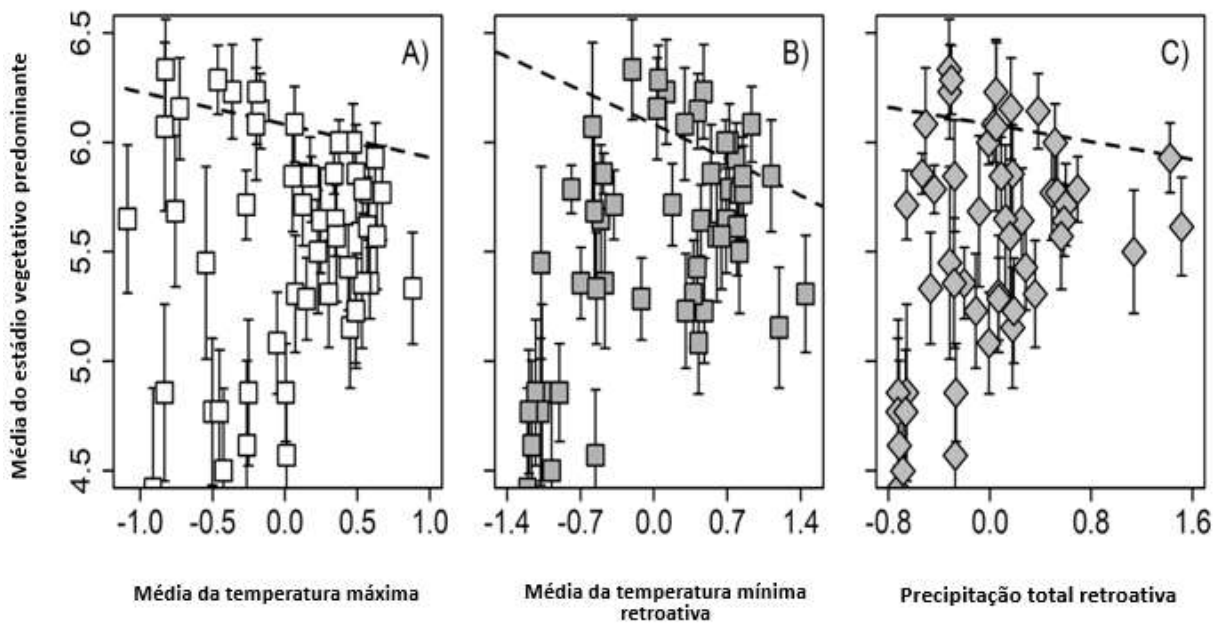 Média do estádio vegetativo predominante
6.5
6.0
5.5
5.0
4.5
A)
B)
C)
-1.0 -0.5 0.0 0.5 1.0
-1.4 -0.7 0.0 0.7 1.4
-0.8 0.0 0.8 1.6
Média da temperatura máxima
Média da temperatura mínima
retroativa
Precipitação total retroativa